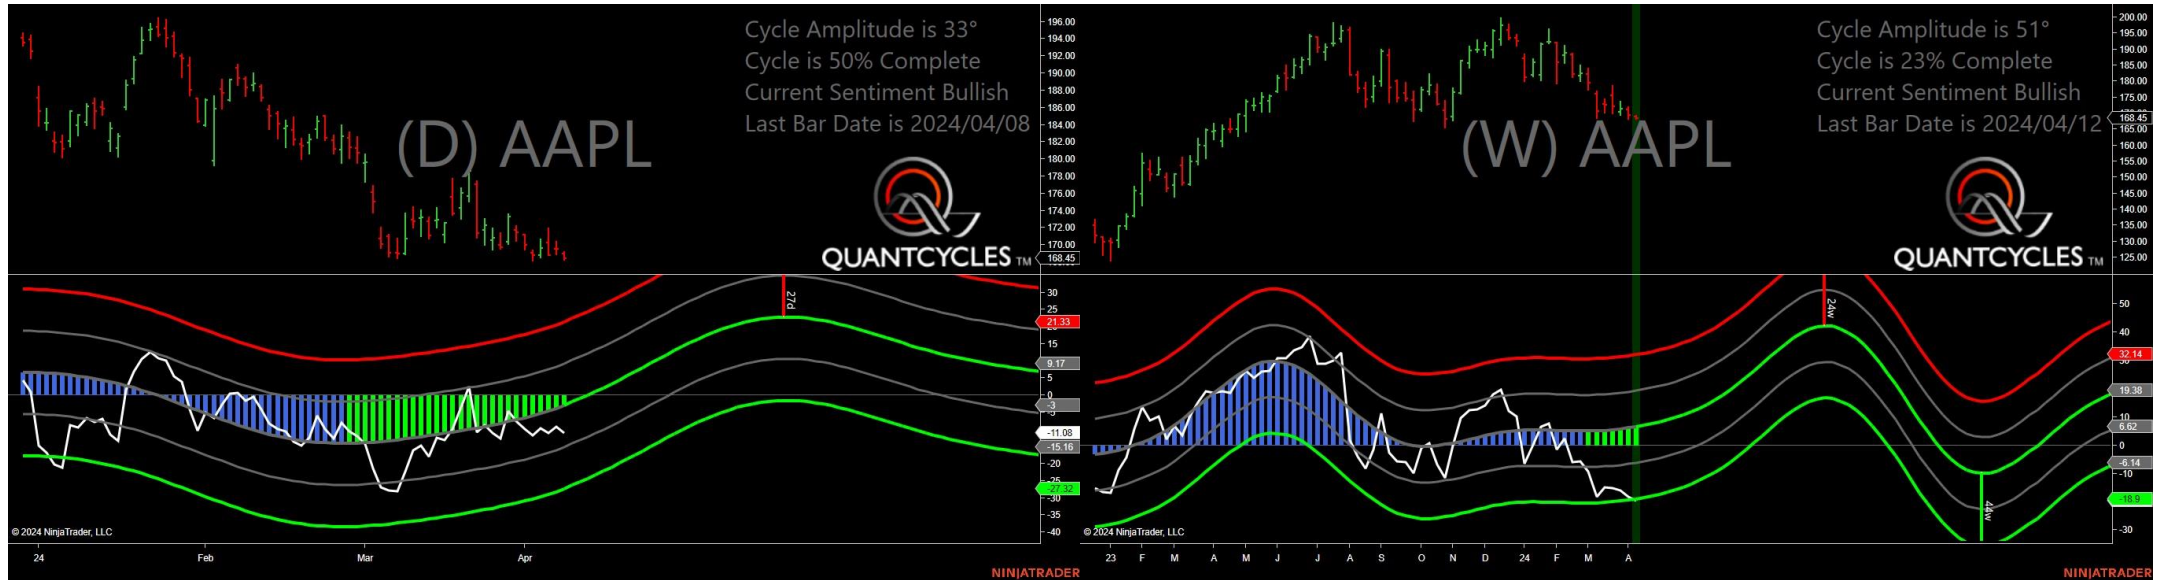 Cycle Amplitude is 33°
Cycle is 50% Complete
Current Sentiment Bullish
Last Bar Date is 2024/04/08
(D) AAPL
QUANTCYCLES TM
196.00
194.00
192.00
190.00
188.00
186.00
184.00
182.00
180.00
178.00
176.00
174.00
172.00
170.00
168.45
27d
30
25
21.33
15
9.17
5
0
-3
-5
-11.08
-15.16
-20
-25
-27.32
-30
-35
-40
© 2024 NinjaTrader, LLC
24 Feb Mar Apr
NINJATRADER
Cycle Amplitude is 51°
Cycle is 23% Complete
Current Sentiment Bullish
Last Bar Date is 2024/04/12
(W) AAPL
QUANTCYCLES TM
200.00
195.00
190.00
185.00
180.00
175.00
168.45
165.00
160.00
155.00
150.00
145.00
140.00
135.00
130.00
125.00
24w
44w
50
40
32.14
19.38
10
6.62
0
-6.14
-10
-18.9
-30
© 2024 NinjaTrader, LLC
23 F M A M J J A S O N D 24 F M A
NINJATRADER